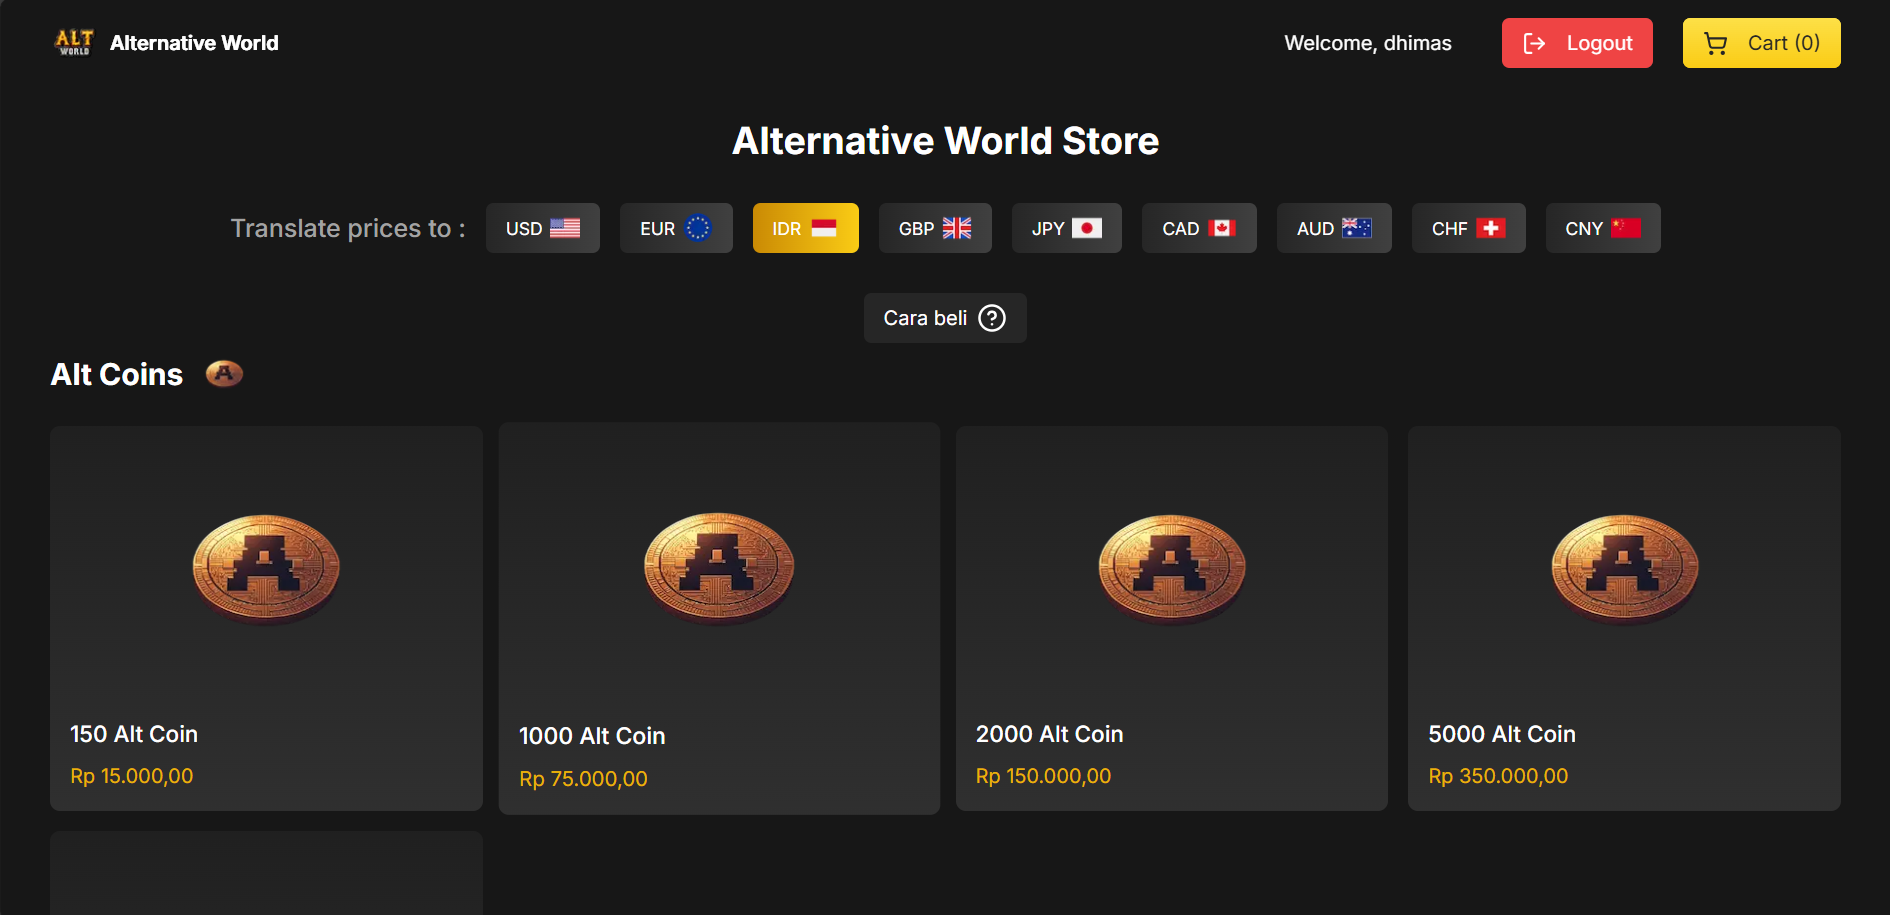 ALT
WORLD
Alternative World
Welcome, dhimas
Logout
Cart (0)
Alternative World Store
Translate prices to :
USD
EUR
IDR
GBP
JPY
CAD
AUD
CHF
CNY
Cara beli
Alt Coins
150 Alt Coin
Rp 15.000,00
1000 Alt Coin
Rp 75.000,00
2000 Alt Coin
Rp 150.000,00
5000 Alt Coin
Rp 350.000,00